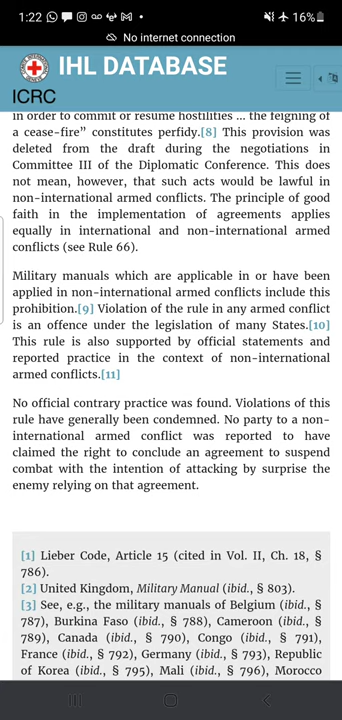 1:22
16%
No internet connection
IHL DATABASE
ICRC
in order to commit or resume hostilities … the feigning of
a cease-fire” constitutes perfidy.[8] This provision was
deleted from the draft during the negotiations in
Committee III of the Diplomatic Conference. This does
not mean, however, that such acts would be lawful in
non-international armed conflicts. The principle of good
faith in the implementation of agreements applies
equally in international and non-international armed
conflicts (see Rule 66).
Military manuals which are applicable in or have been
applied in non-international armed conflicts include this
prohibition.[9] Violation of the rule in any armed conflict
is an offence under the legislation of many States.[10]
This rule is also supported by official statements and
reported practice in the context of non-international
armed conflicts.[11]
No official contrary practice was found. Violations of this
rule have generally been condemned. No party to a non-
international armed conflict was reported to have
claimed the right to conclude an agreement to suspend
combat with the intention of attacking by surprise the
enemy relying on that agreement.
[1] Lieber Code, Article 15 (cited in Vol. II, Ch. 18, §
786).
[2] United Kingdom, Military Manual (ibid., § 803).
[3] See, e.g., the military manuals of Belgium (ibid., §
787), Burkina Faso (ibid., § 788), Cameroon (ibid., §
789), Canada (ibid., § 790), Congo (ibid., § 791),
France (ibid., § 792), Germany (ibid., § 793), Republic
of Korea (ibid., § 795), Mali (ibid., § 796), Morocco